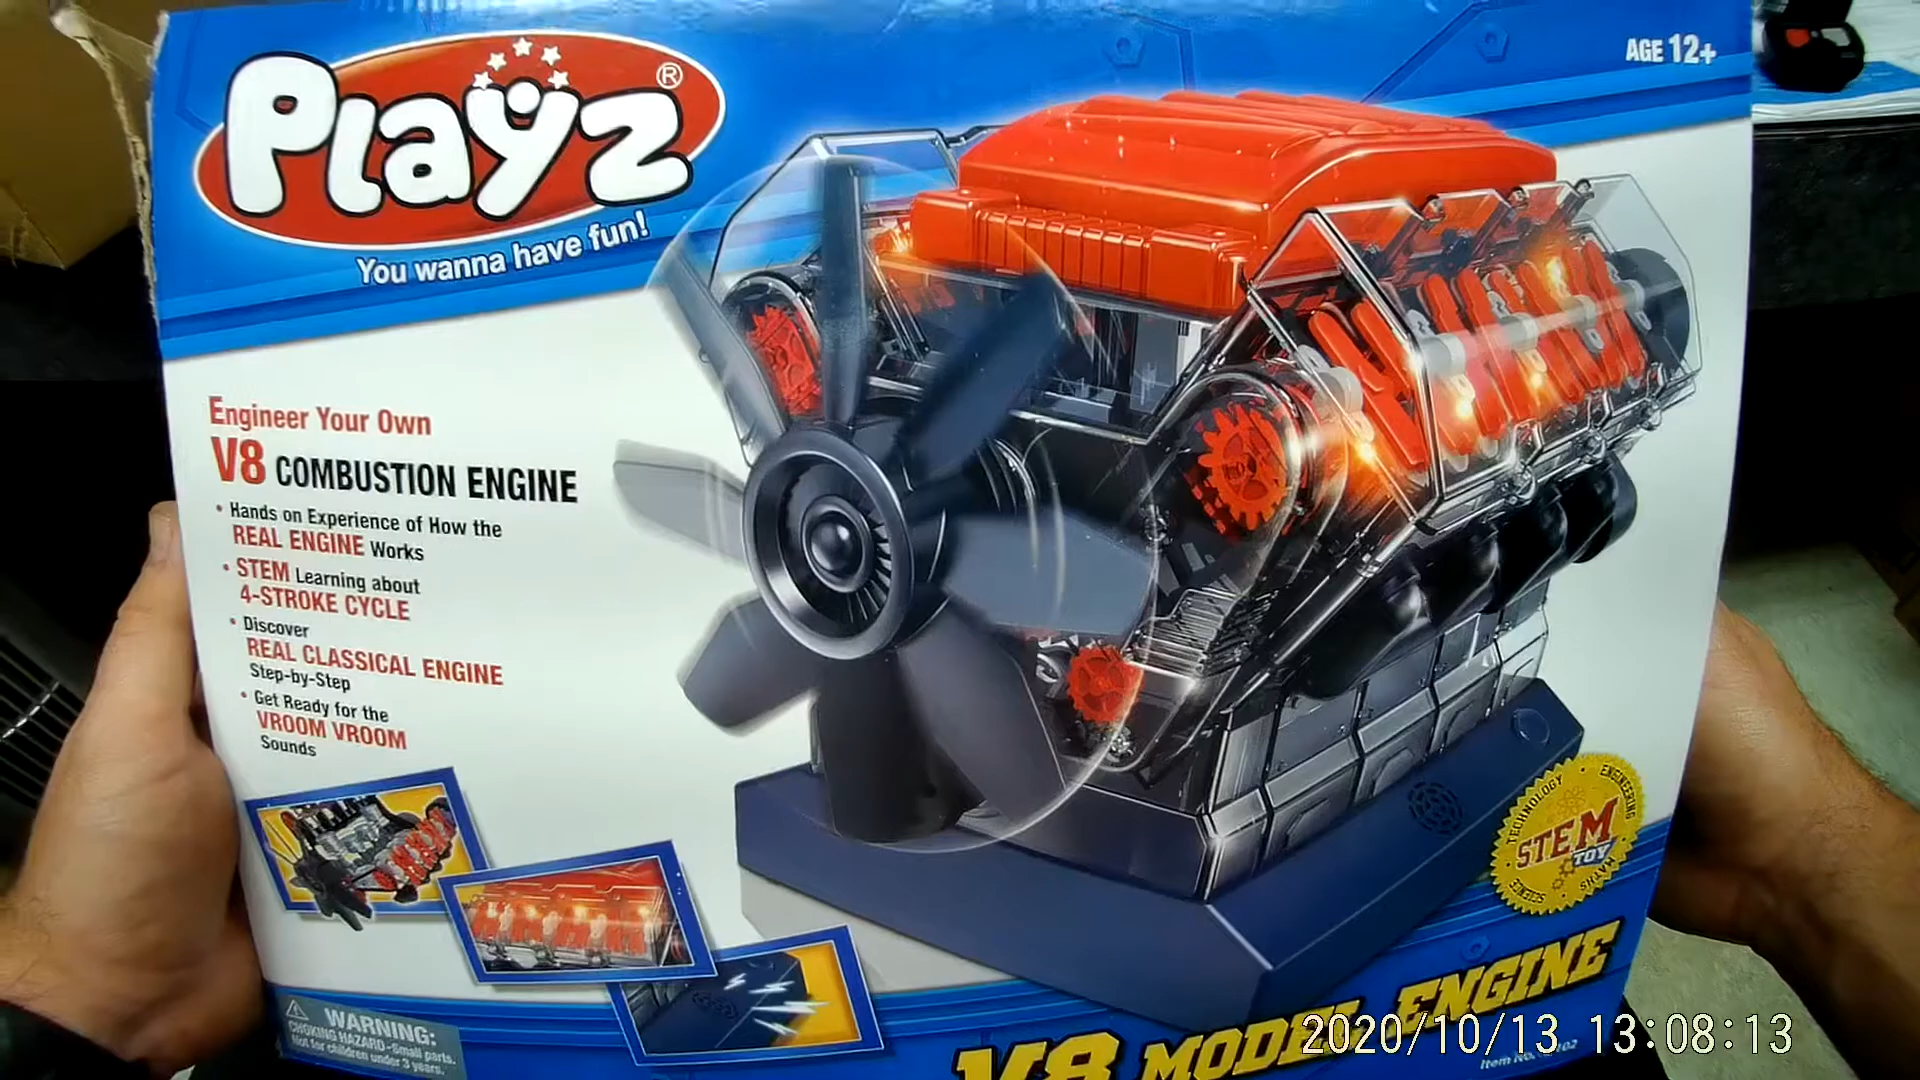 AGE 12+
Playz®
You wanna have fun!
Engineer Your Own
V8 COMBUSTION ENGINE
• Hands on Experience of How the
REAL ENGINE Works
• STEM Learning about
4-STROKE CYCLE
• Discover
REAL CLASSICAL ENGINE
Step-by-Step
• Get Ready for the
VROOM VROOM
Sounds
TECHNOLOGY • ENGINEERING
STEM
TOY
SCIENCE • MATHS
WARNING:
CHOKING HAZARD-Small parts.
Not for children under 3 years.
V8 MODEL ENGINE
Item No.
2020/10/13 13:08:13